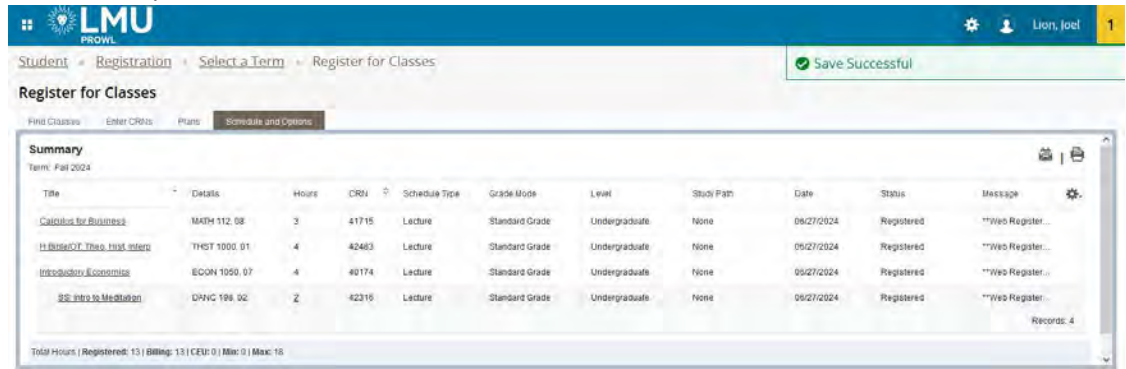 LMU
PROWL
Lion, Joel
1
Student
Registration
Select a Term
Register for Classes
Save Successful
Register for Classes
Find Classes
Enter CRNs
Plans
Schedule and Options
Summary
Term: Fall 2024
Title Details Hours CRN Schedule Type Grade Mode Level Study Path Date Status Message
Calculus for Business MATH 112, 08 3 41715 Lecture Standard Grade Undergraduate None 06/27/2024 Registered **Web Register...
H:Bible/OT: Theo, Hist, Interp THST 1000, 01 4 42463 Lecture Standard Grade Undergraduate None 06/27/2024 Registered **Web Register...
Introductory Economics ECON 1050, 07 4 40174 Lecture Standard Grade Undergraduate None 06/27/2024 Registered **Web Register...
SS: Intro to Meditation DANC 198, 02 2 42316 Lecture Standard Grade Undergraduate None 06/27/2024 Registered **Web Register...
Records: 4
Total Hours | Registered: 13 | Billing: 13 | CEU: 0 | Min: 0 | Max: 18